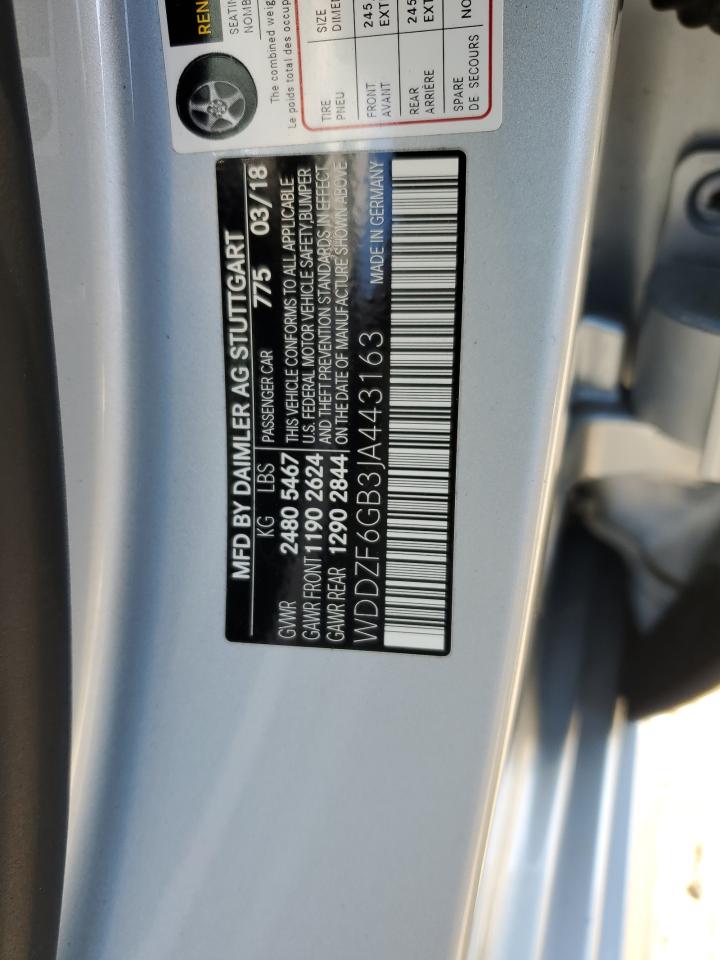 REN
SEATIN
NOMB
The combined weig
Le poids total des occup
TIRE
PNEU
SIZE
DIMEN
FRONT
AVANT
245
EXT
REAR
ARRIÈRE
245
EXT
SPARE
DE SECOURS
NO
MFD BY DAIMLER AG STUTTGART
KG LBS PASSENGER CAR 775 03/18
GVWR 2480 5467 THIS VEHICLE CONFORMS TO ALL APPLICABLE
GAWR FRONT 1190 2624 U.S. FEDERAL MOTOR VEHICLE SAFETY,BUMPER
AND THEFT PREVENTION STANDARDS IN EFFECT
GAWR REAR 1290 2844 ON THE DATE OF MANUFACTURE SHOWN ABOVE
WDDZF6GB3JA443163 MADE IN GERMANY